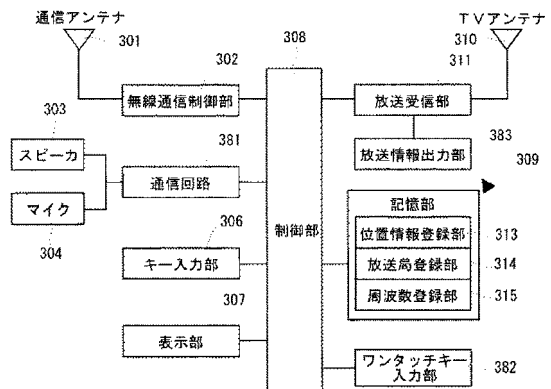 通信アンテナ
301
TVアンテナ
310
308
302
無線通信制御部
311
放送受信部
303
スピーカ
381
通信回路
383
放送情報出力部
309
マイク
304
制御部
記憶部
位置情報登録部
313
放送局登録部
314
周波数登録部
315
306
キー入力部
307
表示部
ワンタッチキー
入力部
382